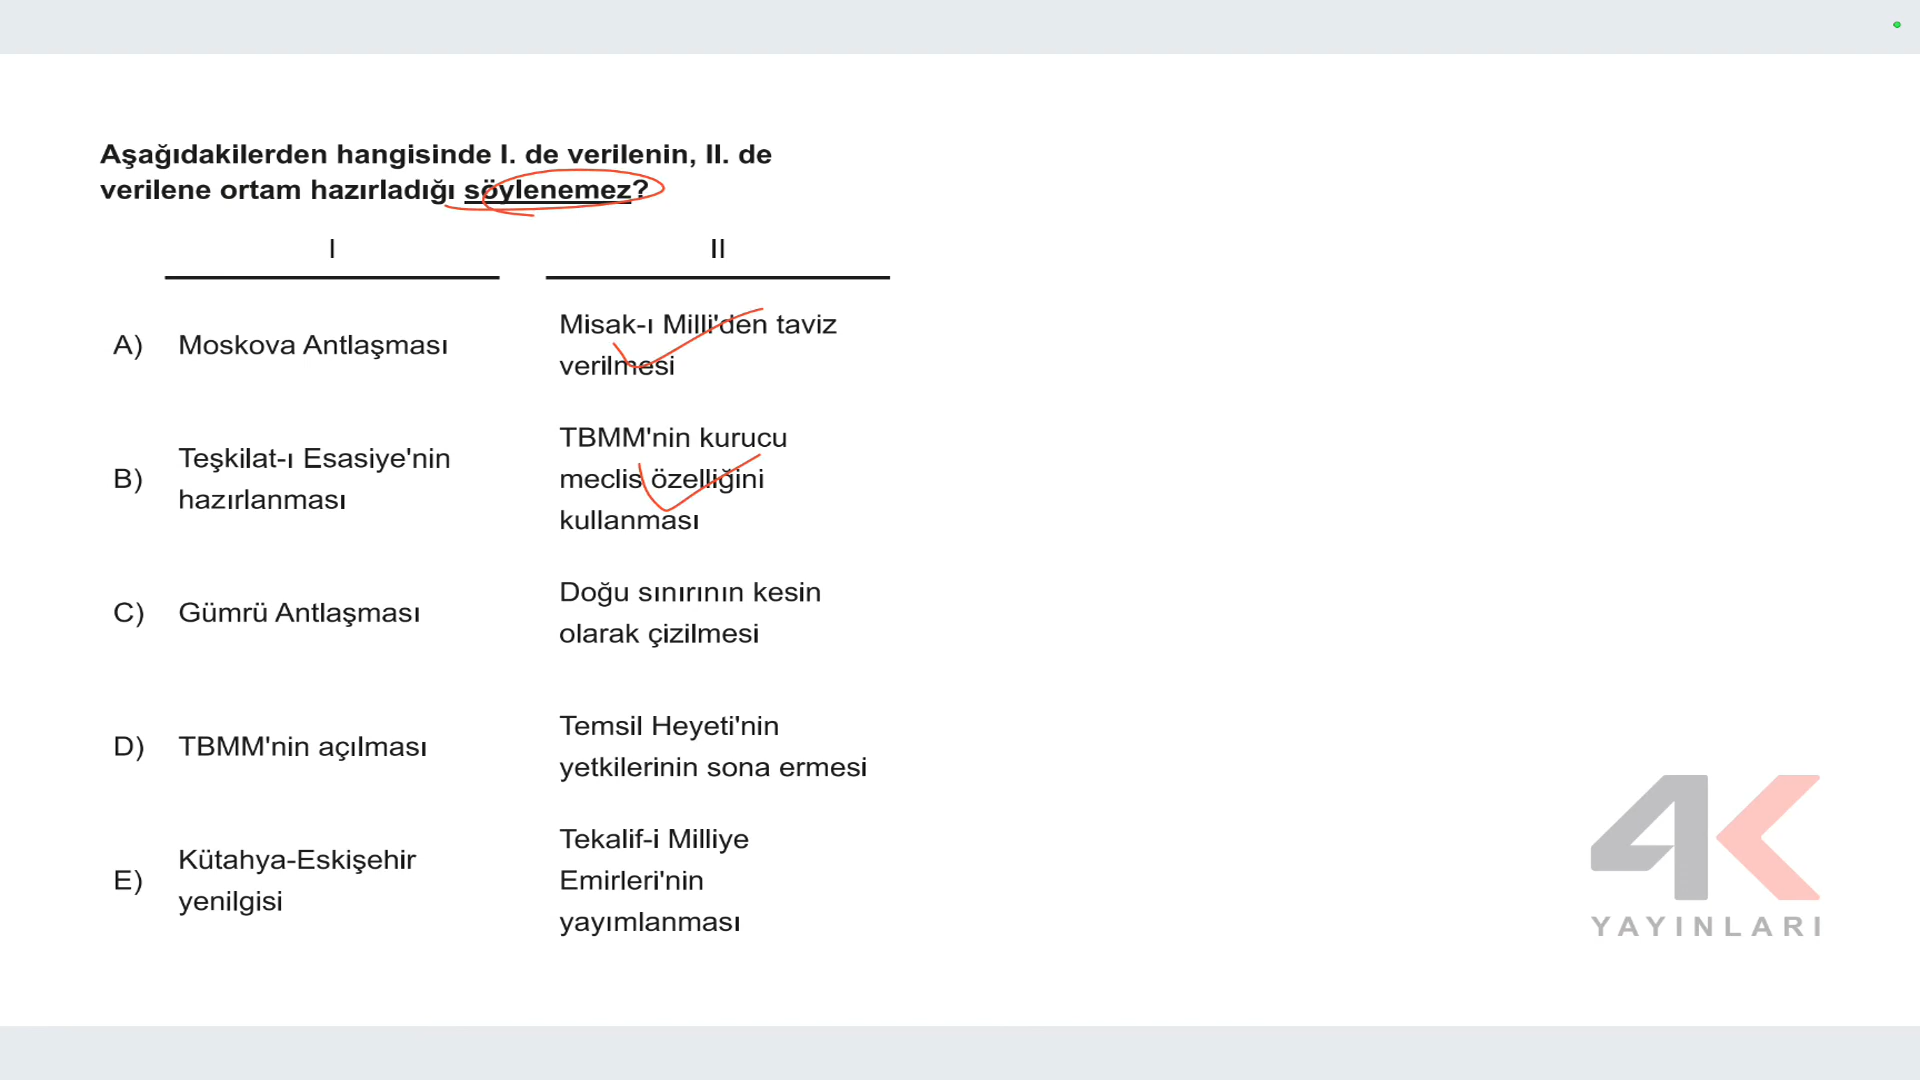 Aşağıdakilerden hangisinde I. de verilenin, II. de
verilene ortam hazırladığı söylenemez?
I II
Misak-ı Milli'den taviz
A) Moskova Antlaşması
verilmesi
TBMM'nin kurucu
Teşkilat-ı Esasiye'nin
B) meclis özelliğini
hazırlanması
kullanması
Doğu sınırının kesin
C) Gümrü Antlaşması
olarak çizilmesi
Temsil Heyeti'nin
D) TBMM'nin açılması
yetkilerinin sona ermesi
Tekalif-i Milliye
Kütahya-Eskişehir
E) Emirleri'nin
yenilgisi
yayımlanması
4K
YAYINLARI